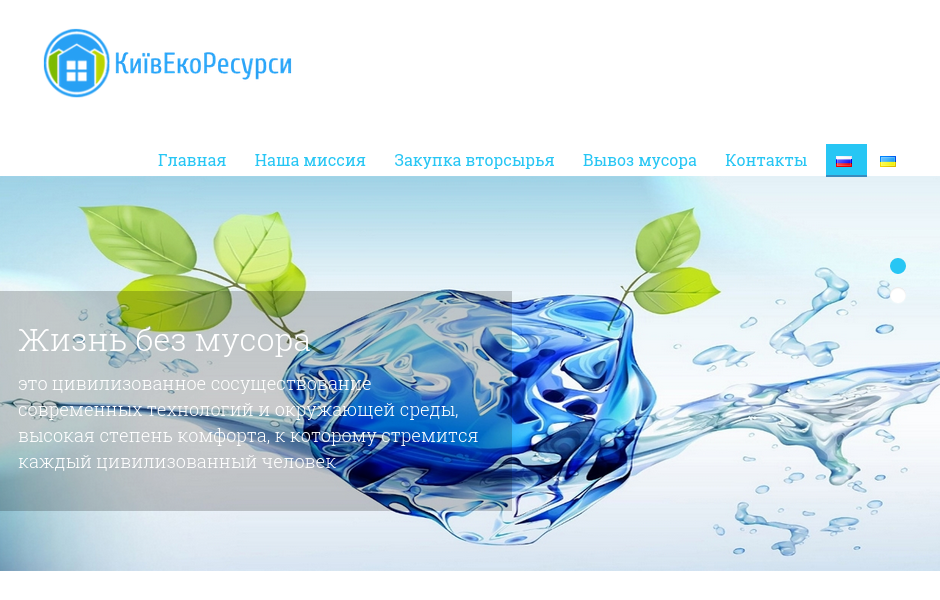 КиївЕкоРесурси
Главная Наша миссия Закупка вторсырья Вывоз мусора Контакты
Жизнь без мусора
это цивилизованное сосуществование
современных технологий и окружающей среды,
высокая степень комфорта, к которому стремится
каждый цивилизованный человек